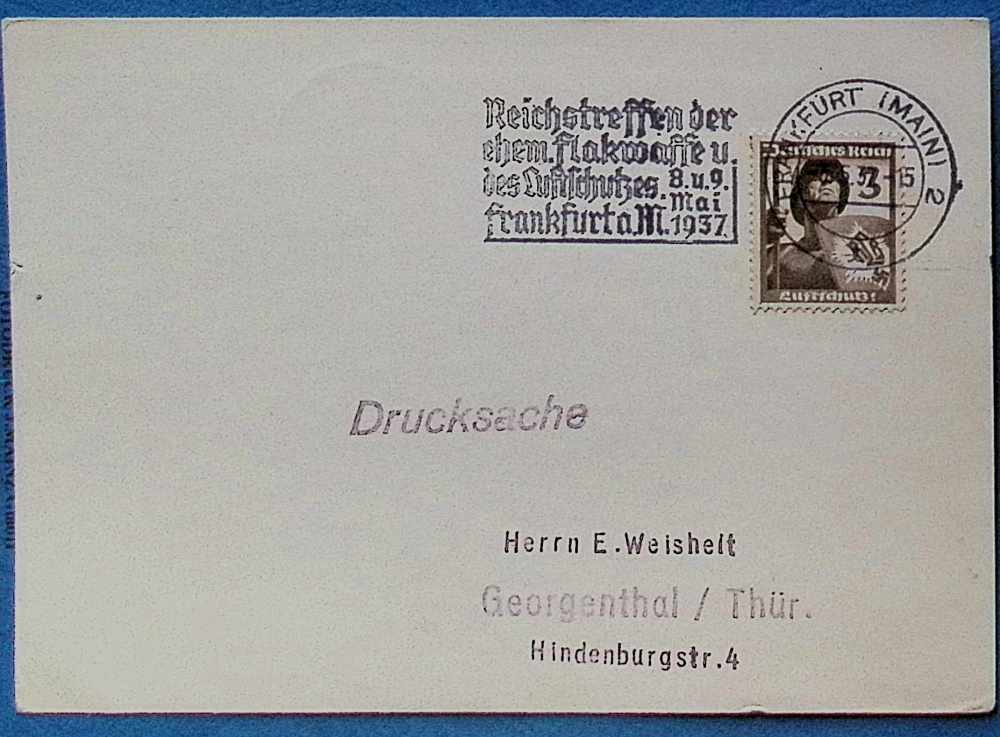 Reichstreffen der
ehem. Flakwaffe u.
des Luftschutzes. 8.u.9.
Mai
Frankfurt a.M. 1937
FRANKFURT (MAIN) 2
Deutsches Reich
3
Luftschutz!
Drucksache
Herrn E. Weisheit
Georgenthal / Thür.
Hindenburgstr.4